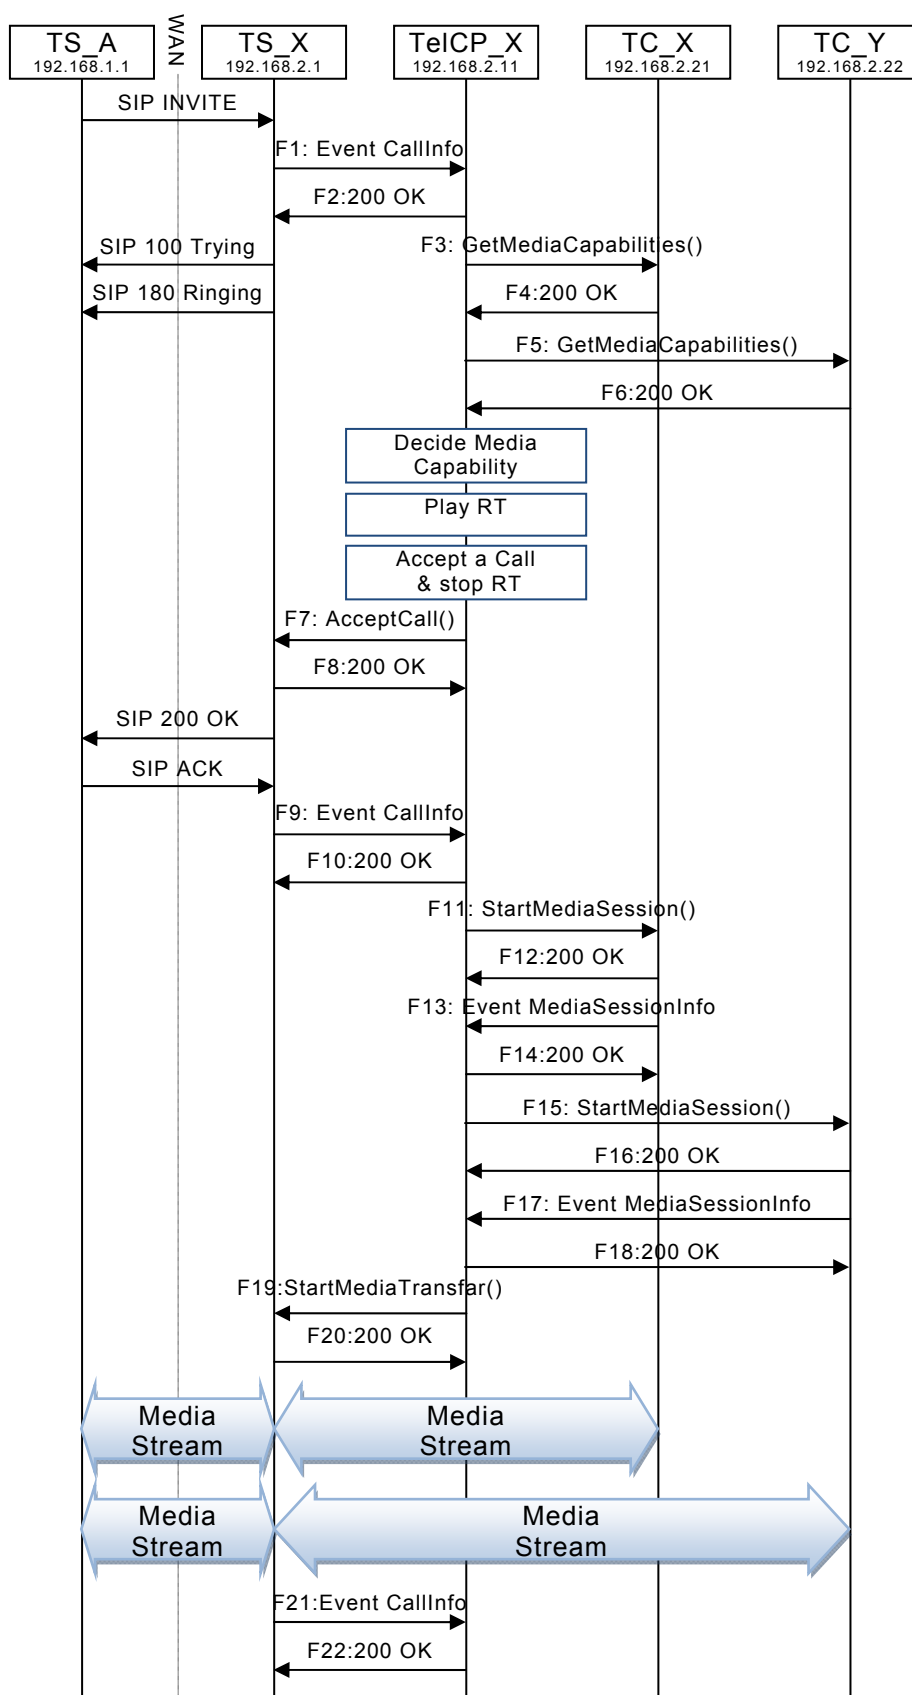 WAN
TS_A
192.168.1.1
TS_X
192.168.2.1
TelCP_X
192.168.2.11
TC_X
192.168.2.21
TC_Y
192.168.2.22
SIP INVITE
F1: Event CallInfo
F2:200 OK
SIP 100 Trying
F3: GetMediaCapabilities()
SIP 180 Ringing
F4:200 OK
F5: GetMediaCapabilities()
F6:200 OK
Decide Media
Capability
Play RT
Accept a Call
& stop RT
F7: AcceptCall()
F8:200 OK
SIP 200 OK
SIP ACK
F9: Event CallInfo
F10:200 OK
F11: StartMediaSession()
F12:200 OK
F13: Event MediaSessionInfo
F14:200 OK
F15: StartMediaSession()
F16:200 OK
F17: Event MediaSessionInfo
F18:200 OK
F19:StartMediaTransfar()
F20:200 OK
Media
Stream
Media
Stream
Media
Stream
Media
Stream
F21:Event CallInfo
F22:200 OK